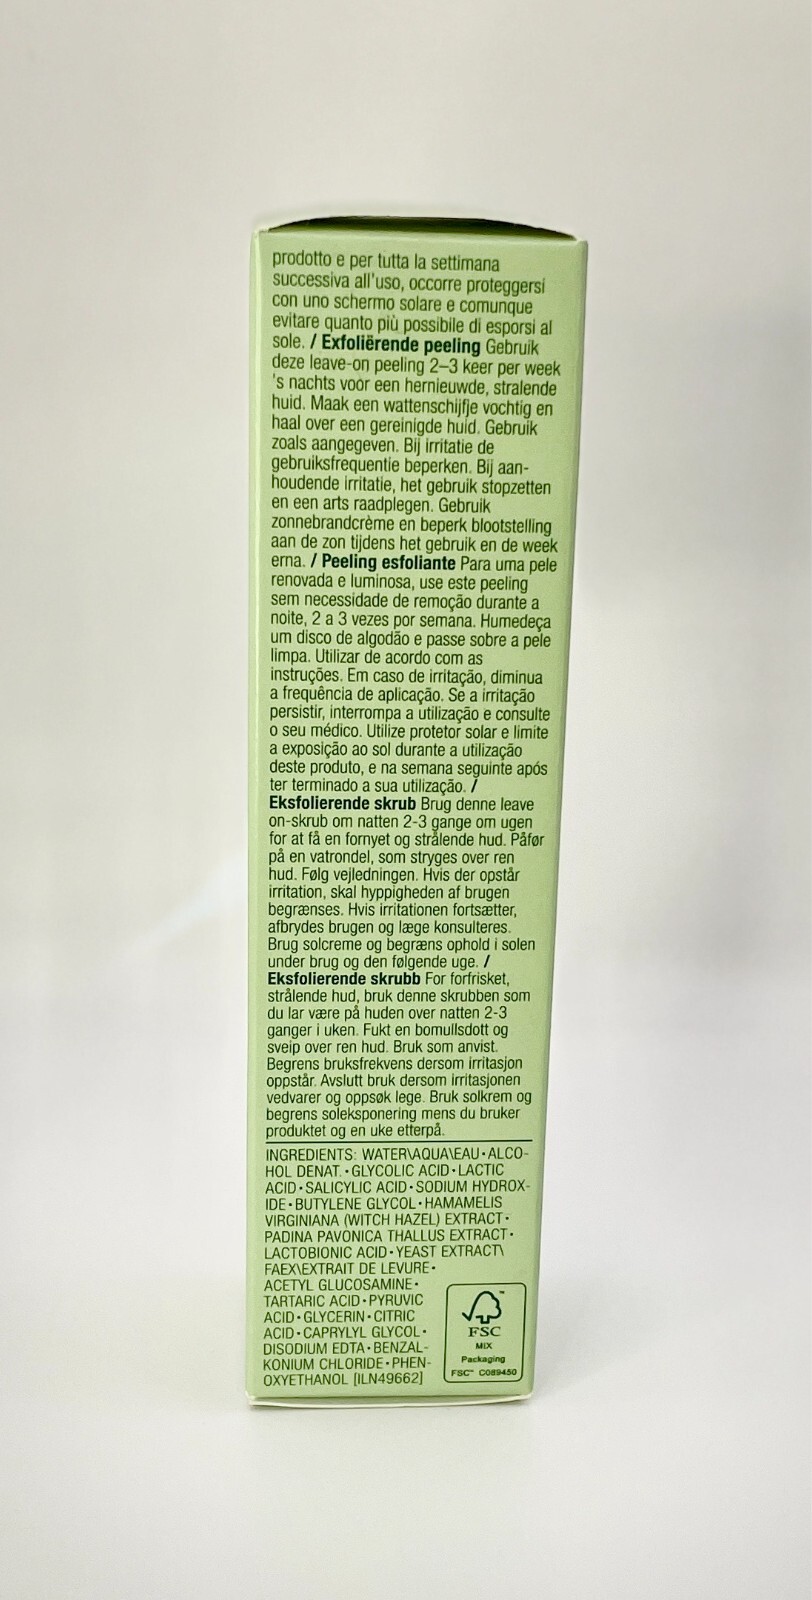 prodotto e per tutta la settimana
successiva all'uso, occorre proteggersi
con uno schermo solare e comunque
evitare quanto più possibile di esporsi al
sole. / Exfoliërende peeling Gebruik
deze leave-on peeling 2–3 keer per week
's nachts voor een hernieuwde, stralende
huid. Maak een wattenschijfje vochtig en
haal over een gereinigde huid. Gebruik
zoals aangegeven. Bij irritatie de
gebruiksfrequentie beperken. Bij aan-
houdende irritatie, het gebruik stopzetten
en een arts raadplegen. Gebruik
zonnebrandcrème en beperk blootstelling
aan de zon tijdens het gebruik en de week
erna. / Peeling esfoliante Para uma pele
renovada e luminosa, use este peeling
sem necessidade de remoção durante a
noite, 2 a 3 vezes por semana. Humedeça
um disco de algodão e passe sobre a pele
limpa. Utilizar de acordo com as
instruções. Em caso de irritação, diminua
a frequência de aplicação. Se a irritação
persistir, interrompa a utilização e consulte
o seu médico. Utilize protetor solar e limite
a exposição ao sol durante a utilização
deste produto, e na semana seguinte após
ter terminado a sua utilização. /
Eksfolierende skrub Brug denne leave
on-skrub om natten 2-3 gange om ugen
for at få en fornyet og strålende hud. Påfør
på en vatrondel, som stryges over ren
hud. Følg vejledningen. Hvis der opstår
irritation, skal hyppigheden af brugen
begrænses. Hvis irritationen fortsætter,
afbrydes brugen og læge konsulteres.
Brug solcreme og begræns ophold i solen
under brug og den følgende uge. /
Eksfolierende skrubb For forfrisket,
strålende hud, bruk denne skrubben som
du lar være på huden over natten 2-3
ganger i uken. Fukt en bomullsdott og
sveip over ren hud. Bruk som anvist.
Begrens bruksfrekvens dersom irritasjon
oppstår. Avslutt bruk dersom irritasjonen
vedvarer og oppsøk lege. Bruk solkrem og
begrens soleksponering mens du bruker
produktet og en uke etterpå.
INGREDIENTS: WATER\AQUA\EAU • ALCO-
HOL DENAT. • GLYCOLIC ACID • LACTIC
ACID • SALICYLIC ACID • SODIUM HYDROX-
IDE • BUTYLENE GLYCOL • HAMAMELIS
VIRGINIANA (WITCH HAZEL) EXTRACT •
PADINA PAVONICA THALLUS EXTRACT •
LACTOBIONIC ACID • YEAST EXTRACT\
FAEX\EXTRAIT DE LEVURE •
ACETYL GLUCOSAMINE •
TARTARIC ACID • PYRUVIC
ACID • GLYCERIN • CITRIC
ACID • CAPRYLYL GLYCOL •
DISODIUM EDTA • BENZAL-
KONIUM CHLORIDE • PHEN-
OXYETHANOL [ILN49662]
FSC
MIX
Packaging
FSC™ C089450